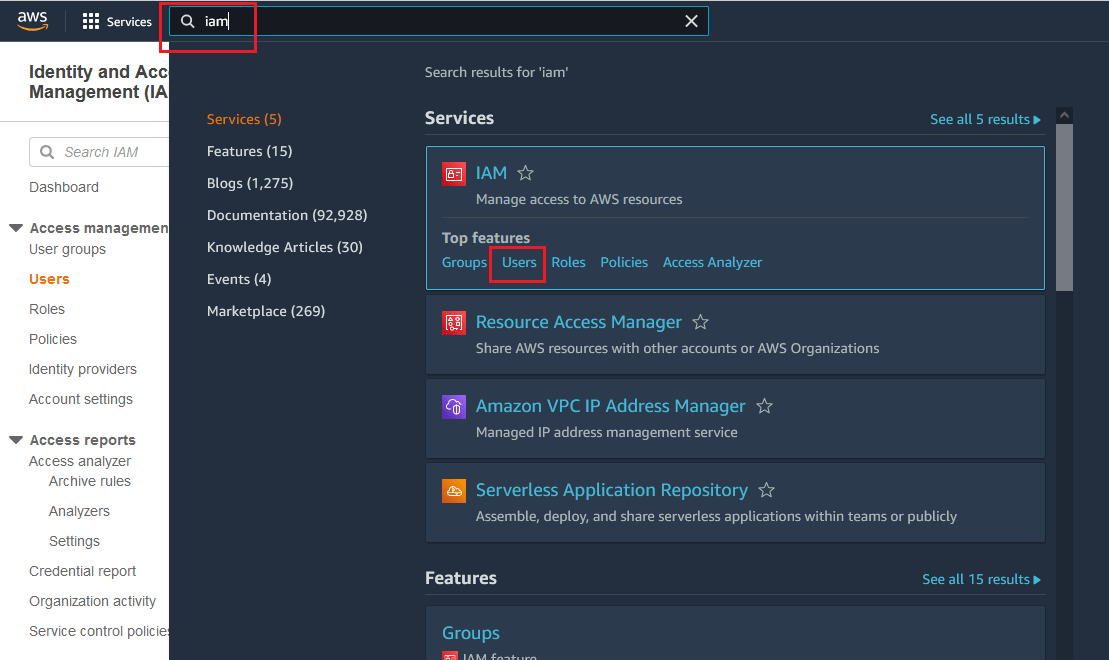 aws
Services
iam
Identity and Acc
Management (IA
Search IAM
Dashboard
Access managemen
User groups
Users
Roles
Policies
Identity providers
Account settings
Access reports
Access analyzer
Archive rules
Analyzers
Settings
Credential report
Organization activity
Service control policies
Search results for 'iam'
Services (5)
Features (15)
Blogs (1,275)
Documentation (92,928)
Knowledge Articles (30)
Events (4)
Marketplace (269)
Services
See all 5 results
IAM
Manage access to AWS resources
Top features
Groups Users Roles Policies Access Analyzer
Resource Access Manager
Share AWS resources with other accounts or AWS Organizations
Amazon VPC IP Address Manager
Managed IP address management service
Serverless Application Repository
Assemble, deploy, and share serverless applications within teams or publicly
Features
See all 15 results
Groups
IAM feature